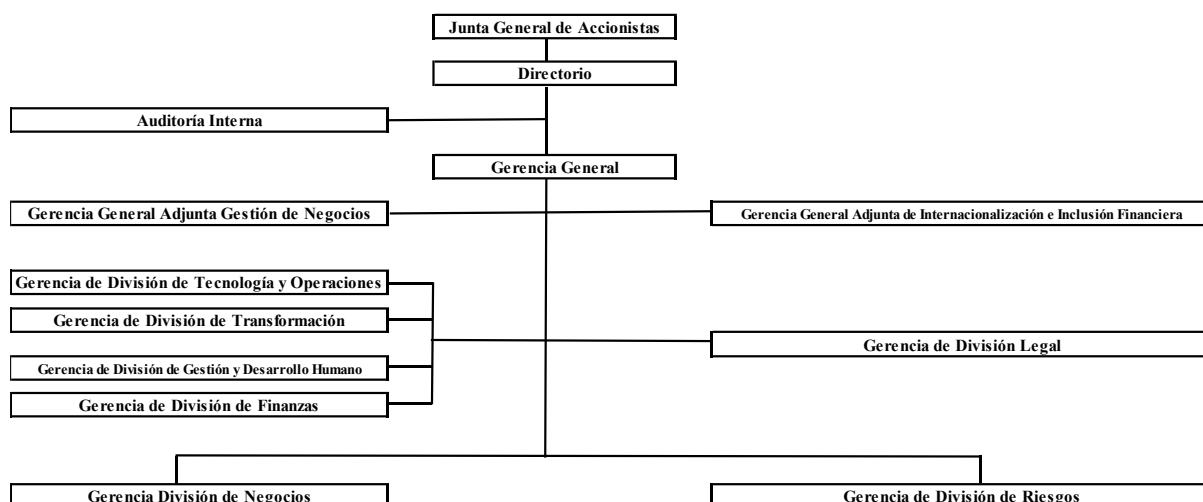 Junta General de Accionistas
Directorio
Auditoría Interna
Gerencia General
Gerencia General Adjunta Gestión de Negocios
Gerencia General Adjunta de Internacionalización e Inclusión Financiera
Gerencia de División de Tecnología y Operaciones
Gerencia de División de Transformación
Gerencia de División Legal
Gerencia de División de Gestión y Desarrollo Humano
Gerencia de División de Finanzas
Gerencia División de Negocios
Gerencia de División de Riesgos